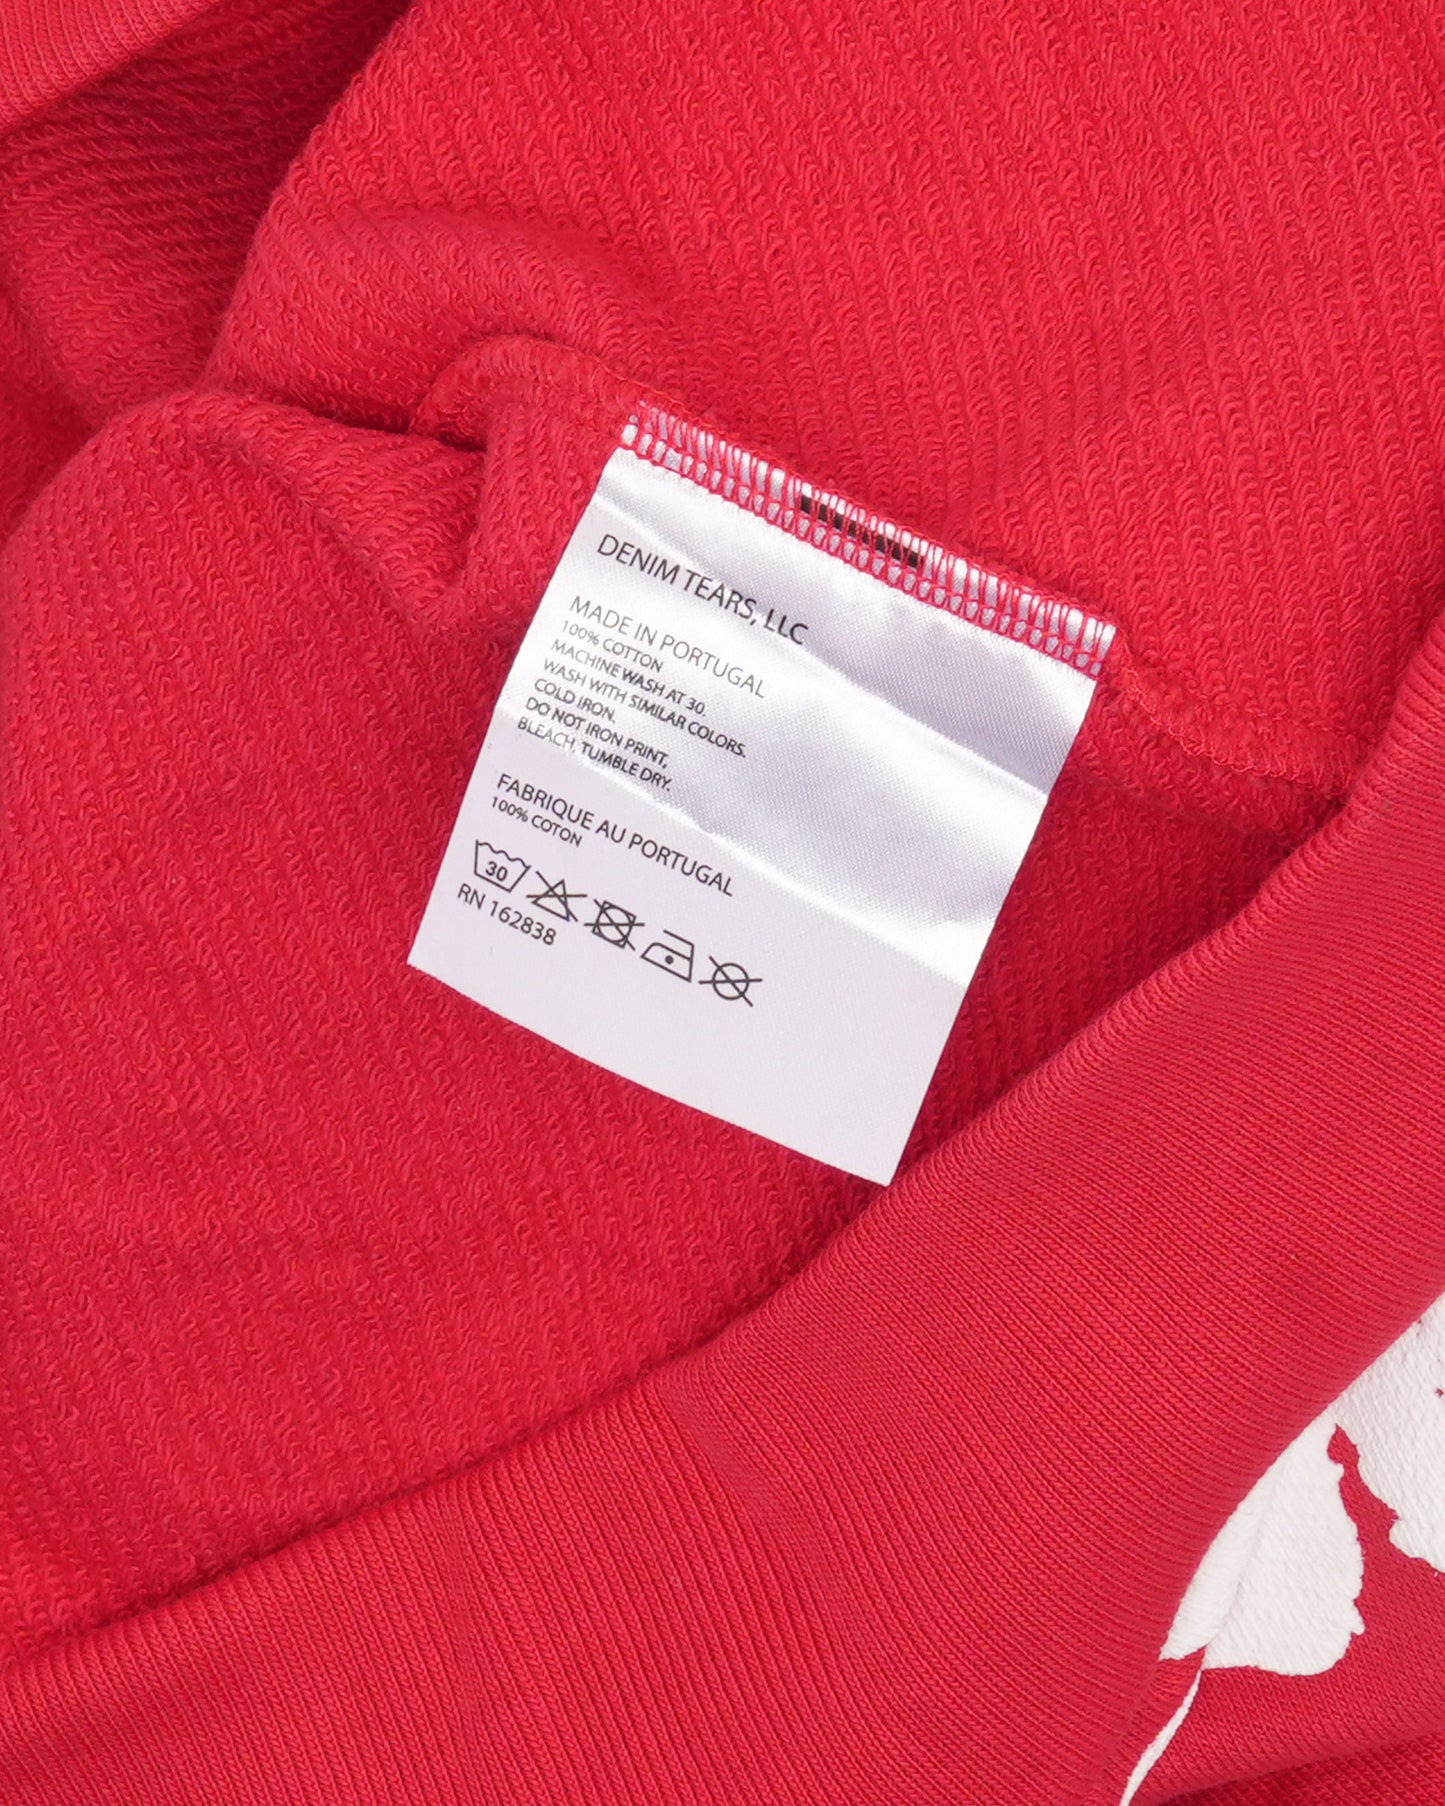 DENIM TEARS, LLC
MADE IN PORTUGAL
100% COTTON
MACHINE WASH AT 30.
WASH WITH SIMILAR COLORS.
COLD IRON.
DO NOT IRON PRINT,
BLEACH, TUMBLE DRY.
FABRIQUE AU PORTUGAL
100% COTON
30
RN 162838